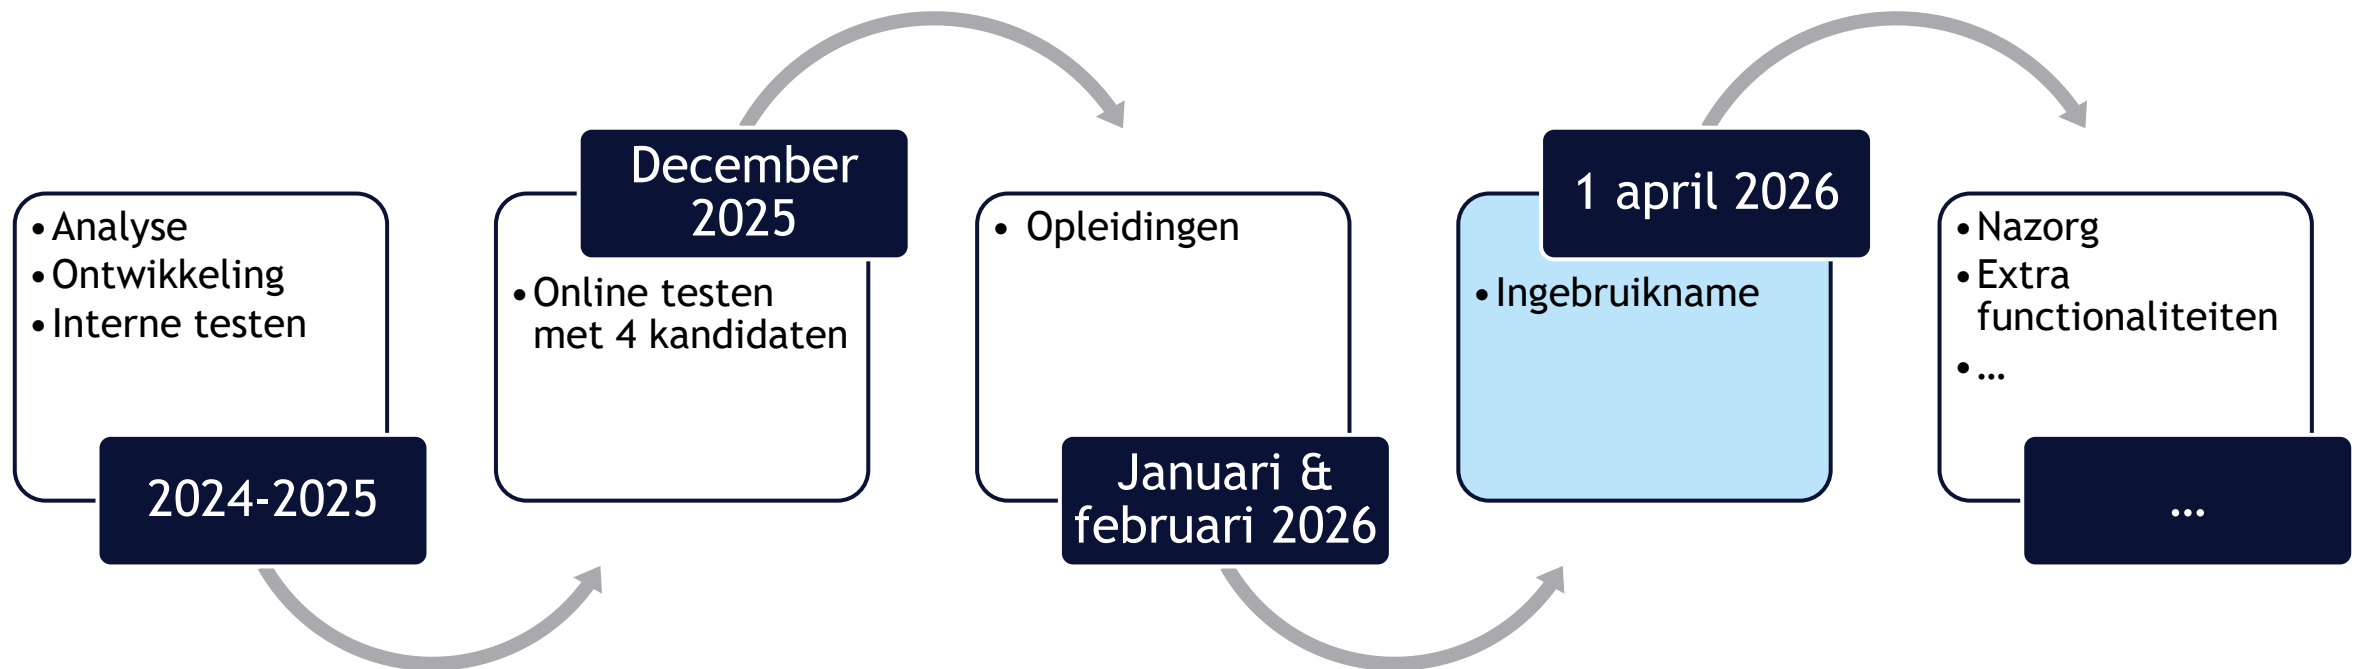 • Analyse
• Ontwikkeling
• Interne testen
2024-2025
December
2025
• Online testen
met 4 kandidaten
• Opleidingen
Januari &
februari 2026
1 april 2026
• Ingebruikname
• Nazorg
• Extra
functionaliteiten
• …
…